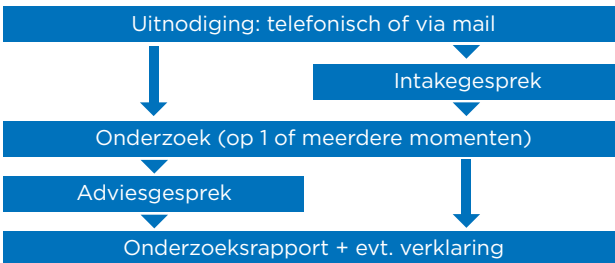 Uitnodiging: telefonisch of via mail
Intakegesprek
Onderzoek (op 1 of meerdere momenten)
Adviesgesprek
Onderzoeksrapport + evt. verklaring